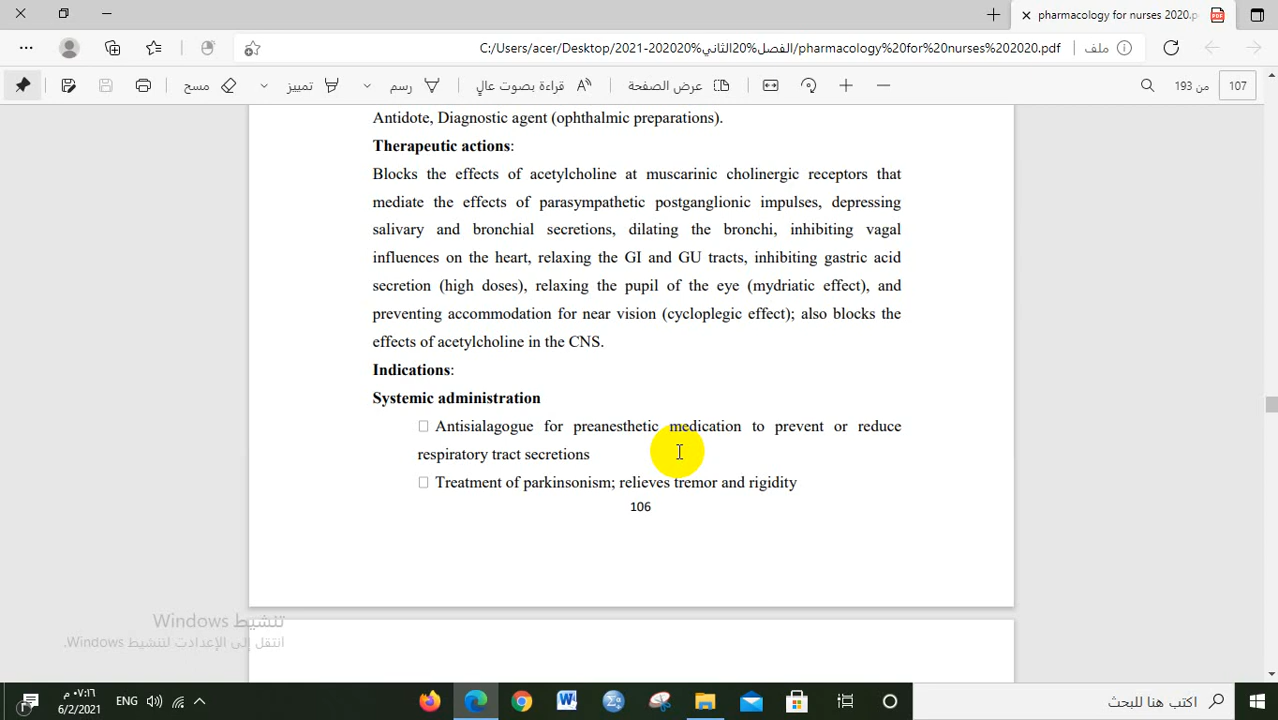 pharmacology for nurses 2020.p
ملف
C:/Users/acer/Desktop/2021-202020%الفصل%20الثاني/pharmacology%20for%20nurses%202020.pdf
107
من 193
عرض الصفحة
قراءة بصوت عالٍ
رسم
تمييز
مسح
Antidote, Diagnostic agent (ophthalmic preparations).
Therapeutic actions:
Blocks the effects of acetylcholine at muscarinic cholinergic receptors that
mediate the effects of parasympathetic postganglionic impulses, depressing
salivary and bronchial secretions, dilating the bronchi, inhibiting vagal
influences on the heart, relaxing the GI and GU tracts, inhibiting gastric acid
secretion (high doses), relaxing the pupil of the eye (mydriatic effect), and
preventing accommodation for near vision (cycloplegic effect); also blocks the
effects of acetylcholine in the CNS.
Indications:
Systemic administration
Antisialagogue for preanesthetic medication to prevent or reduce
respiratory tract secretions
Treatment of parkinsonism; relieves tremor and rigidity
106
تنشيط Windows
انتقل إلى الإعدادت لتنشيط Windows.
اكتب هنا للبحث
ENG
٠٧:١٦ م
6/2/2021